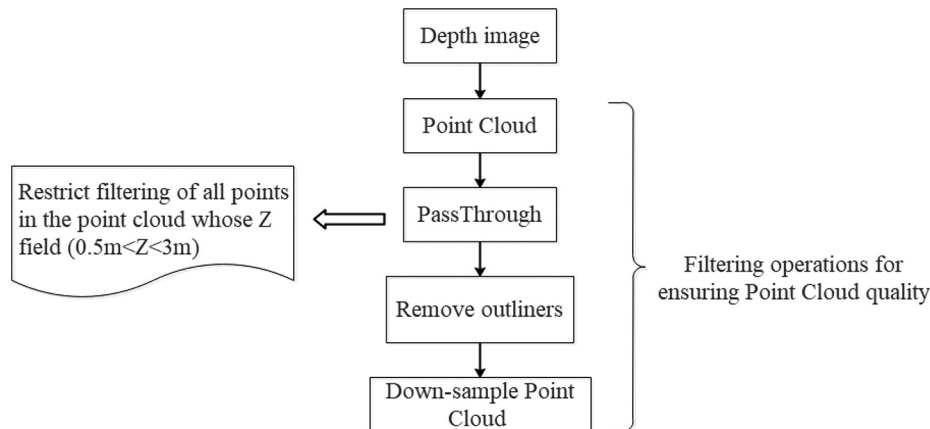 Depth image
Point Cloud
Restrict filtering of all points
in the point cloud whose Z
field (0.5m<Z<3m)
PassThrough
Filtering operations for
ensuring Point Cloud quality
Remove outliners
Down-sample Point
Cloud